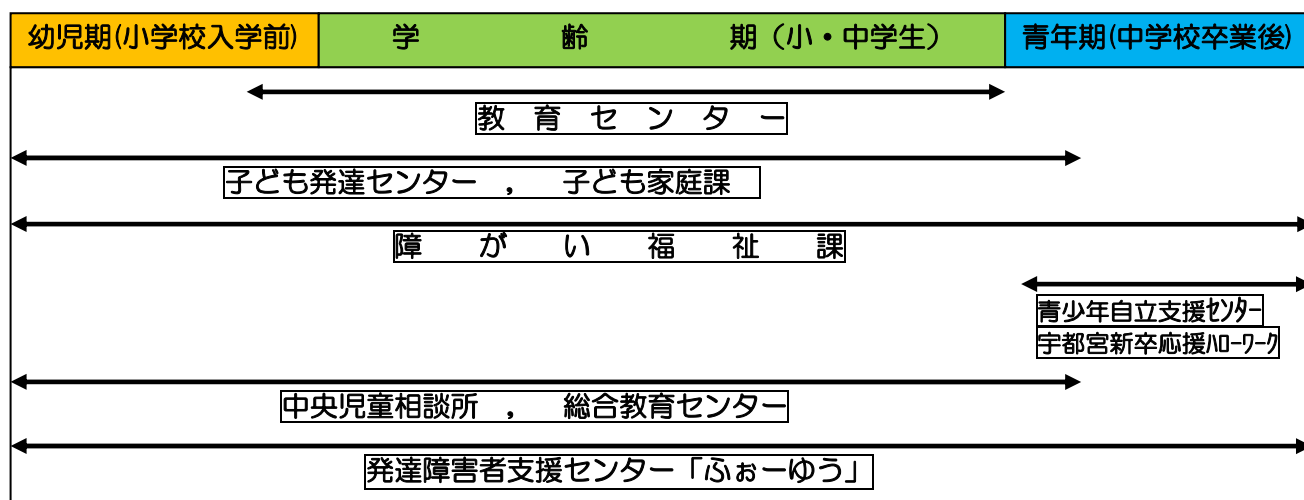 幼児期(小学校入学前) 学 齢 期（小・中学生） 青年期(中学校卒業後)
教 育 セ ン タ ー
子ども発達センター ， 子ども家庭課
障 が い 福 祉 課
青少年自立支援ｾﾝﾀｰ
宇都宮新卒応援ﾊﾛｰﾜｰｸ
中央児童相談所 ， 総合教育センター
発達障害者支援センター「ふぉーゆう」